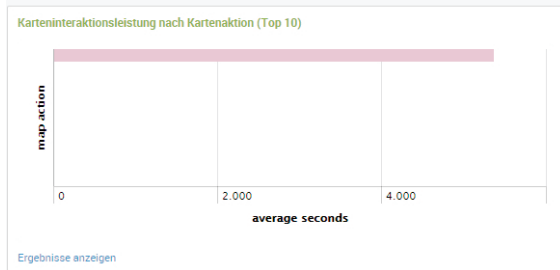 Karteninteraktionsleistung nach Kartenaktion (Top 10)
map action
0 2.000 4.000
average seconds
Ergebnisse anzeigen